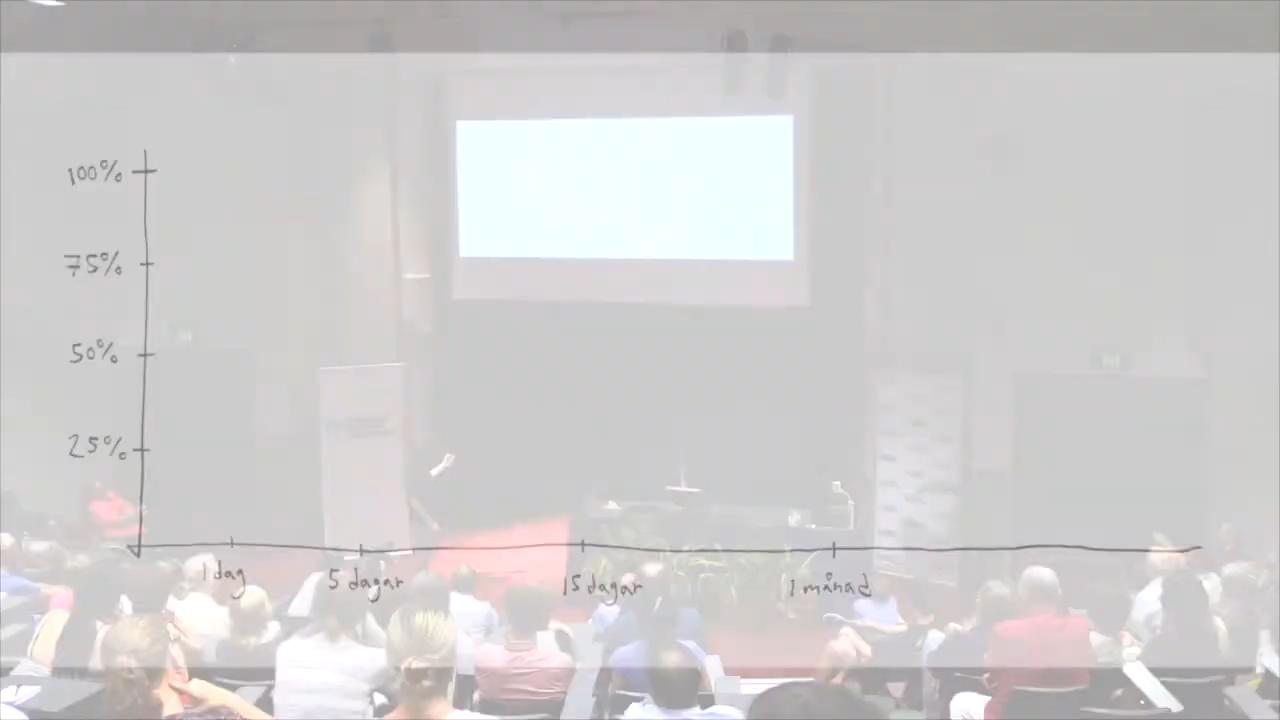 100%
75%
50%
25%
1 dag
5 dagar
15 dagar
1 månad